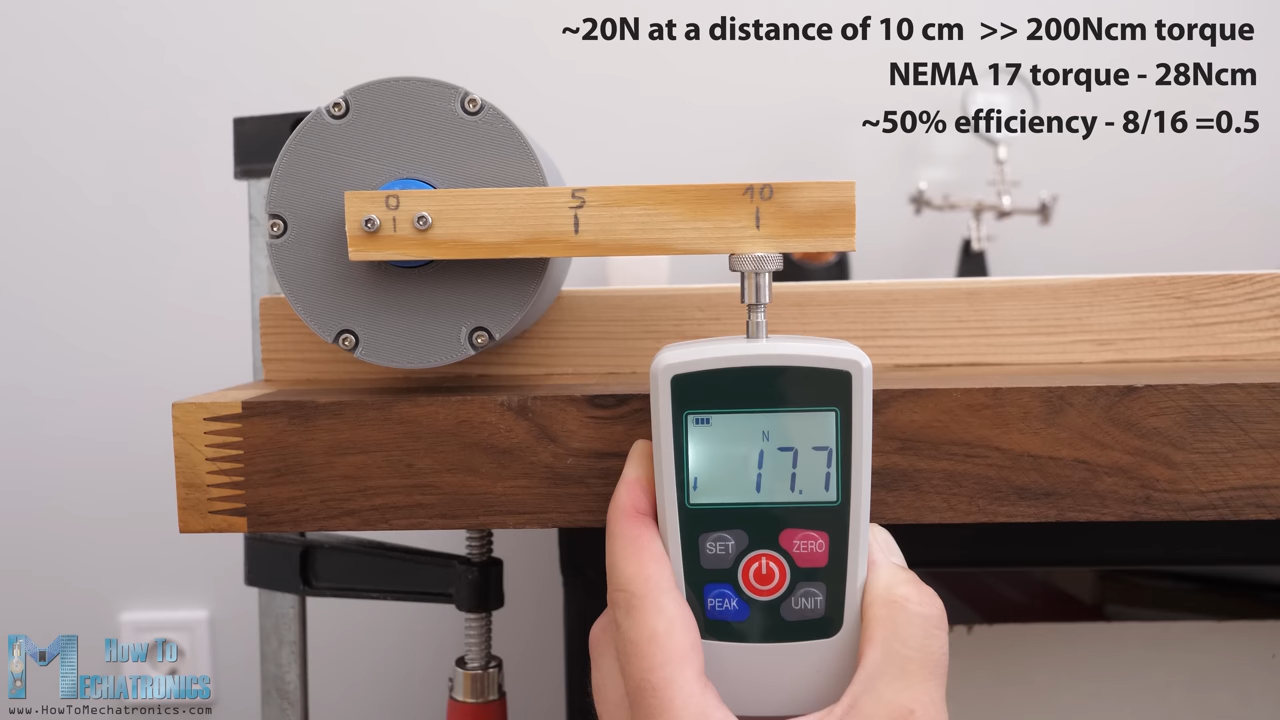 ~20N at a distance of 10 cm >> 200Ncm torque
NEMA 17 torque - 28Ncm
~50% efficiency - 8/16 =0.5
0 5 10
N
17.7
SET ZERO
PEAK UNIT
How To
Mechatronics
www.HowToMechatronics.com